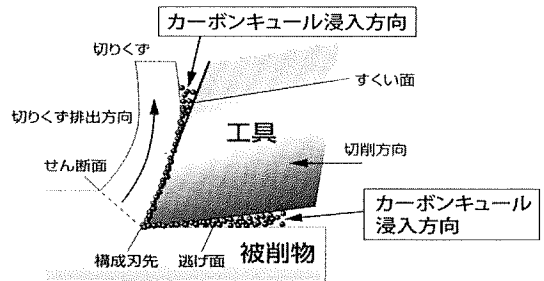 カーボンキュール浸入方向
切りくず
すくい面
切りくず排出方向
工具
切削方向
せん断面
カーボンキュール
浸入方向
構成刃先
逃げ面
被削物